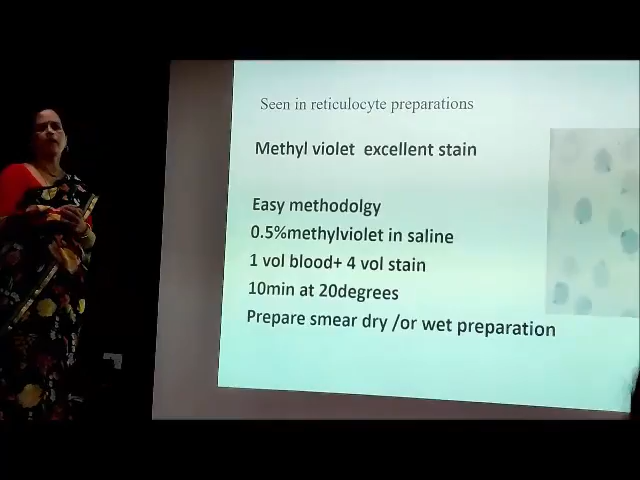 Seen in reticulocyte preparations
Methyl violet excellent stain
Easy methodolgy
0.5%methylviolet in saline
1 vol blood+ 4 vol stain
10min at 20degrees
Prepare smear dry /or wet preparation